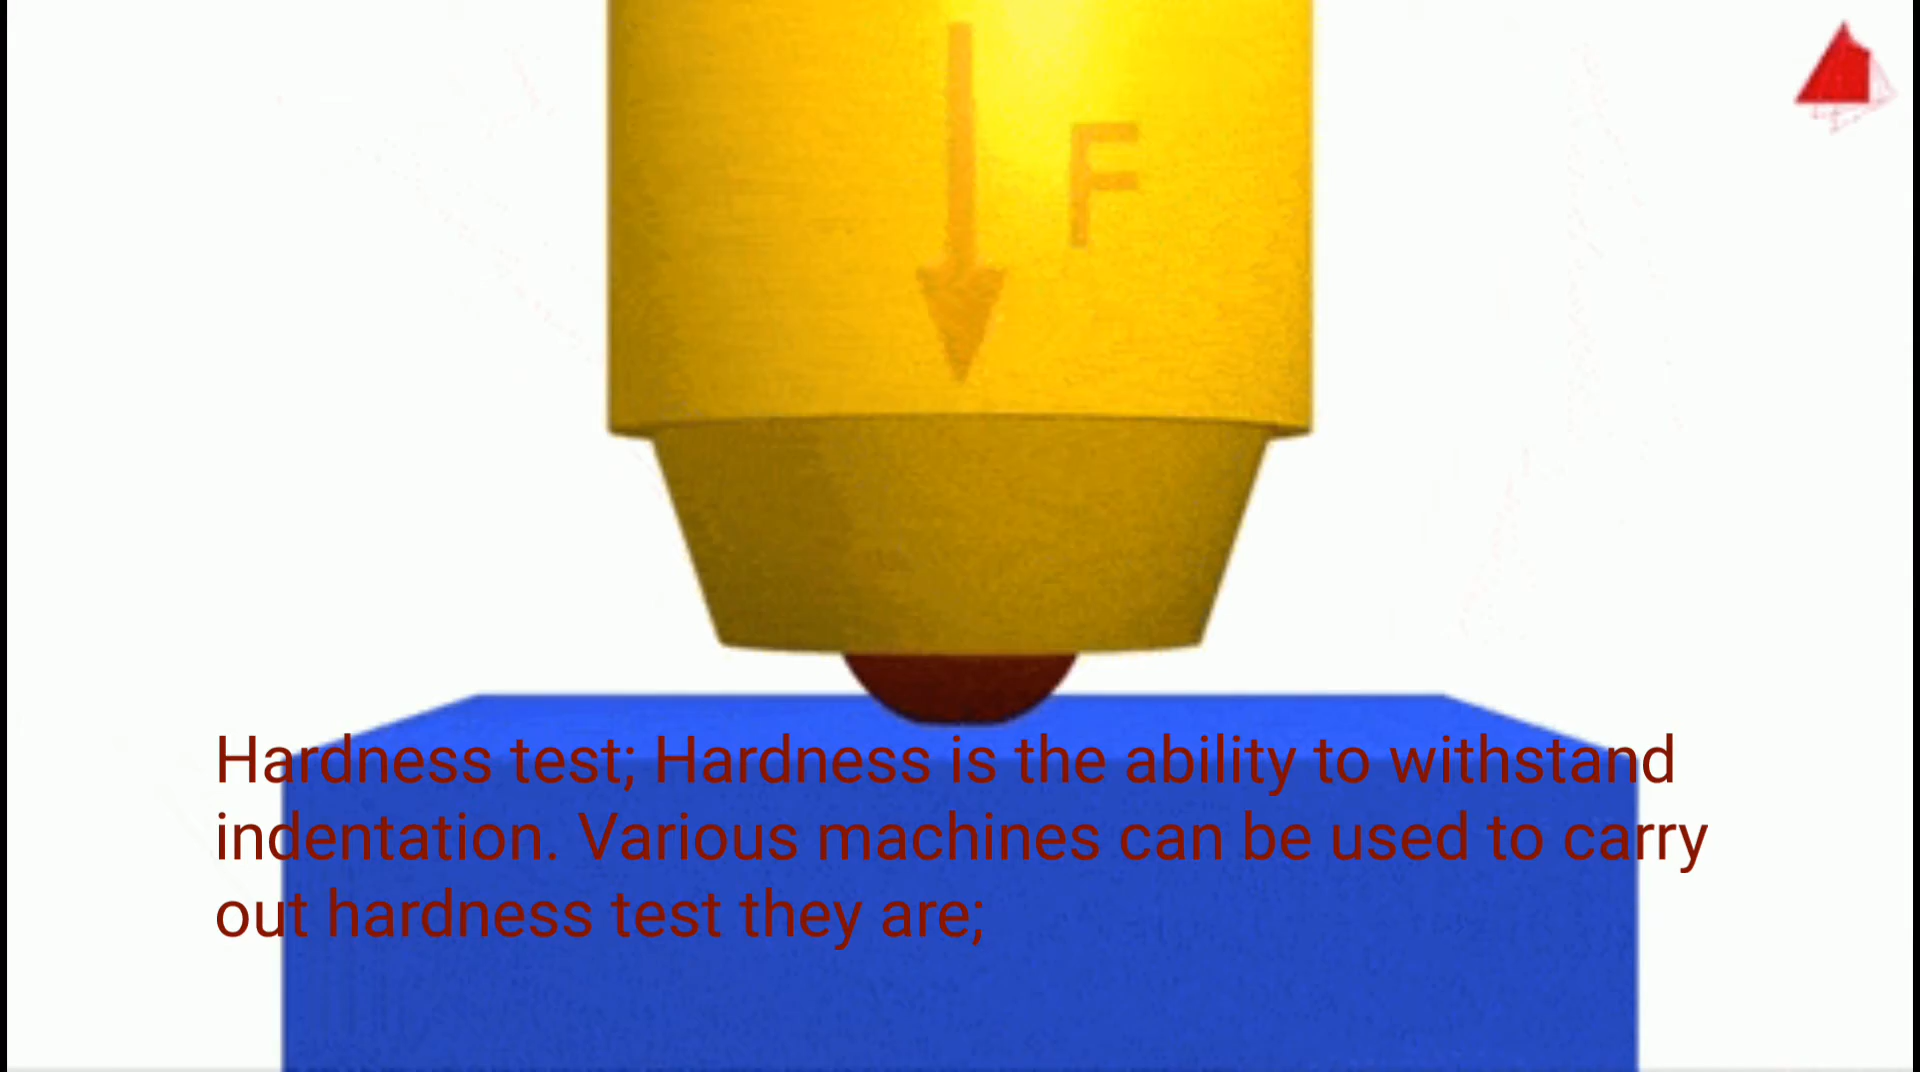 F
Hardness test; Hardness is the ability to withstand
indentation. Various machines can be used to carry
out hardness test they are;